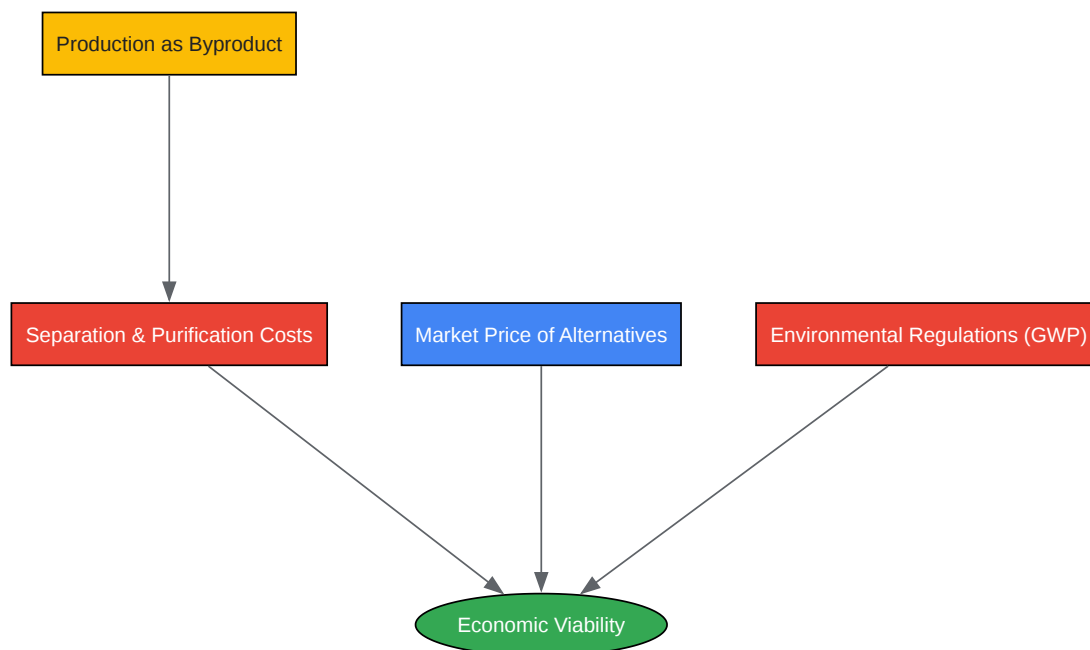 Production as Byproduct
Separation & Purification Costs
Market Price of Alternatives
Environmental Regulations (GWP)
Economic Viability